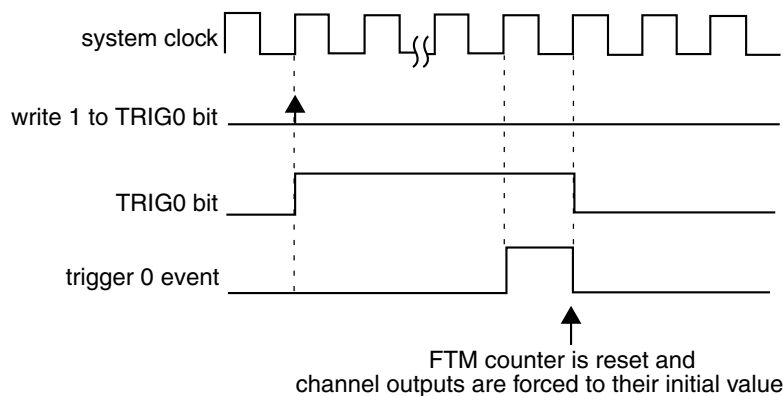 system clock
write 1 to TRIG0 bit
TRIG0 bit
trigger 0 event
FTM counter is reset and
channel outputs are forced to their initial value